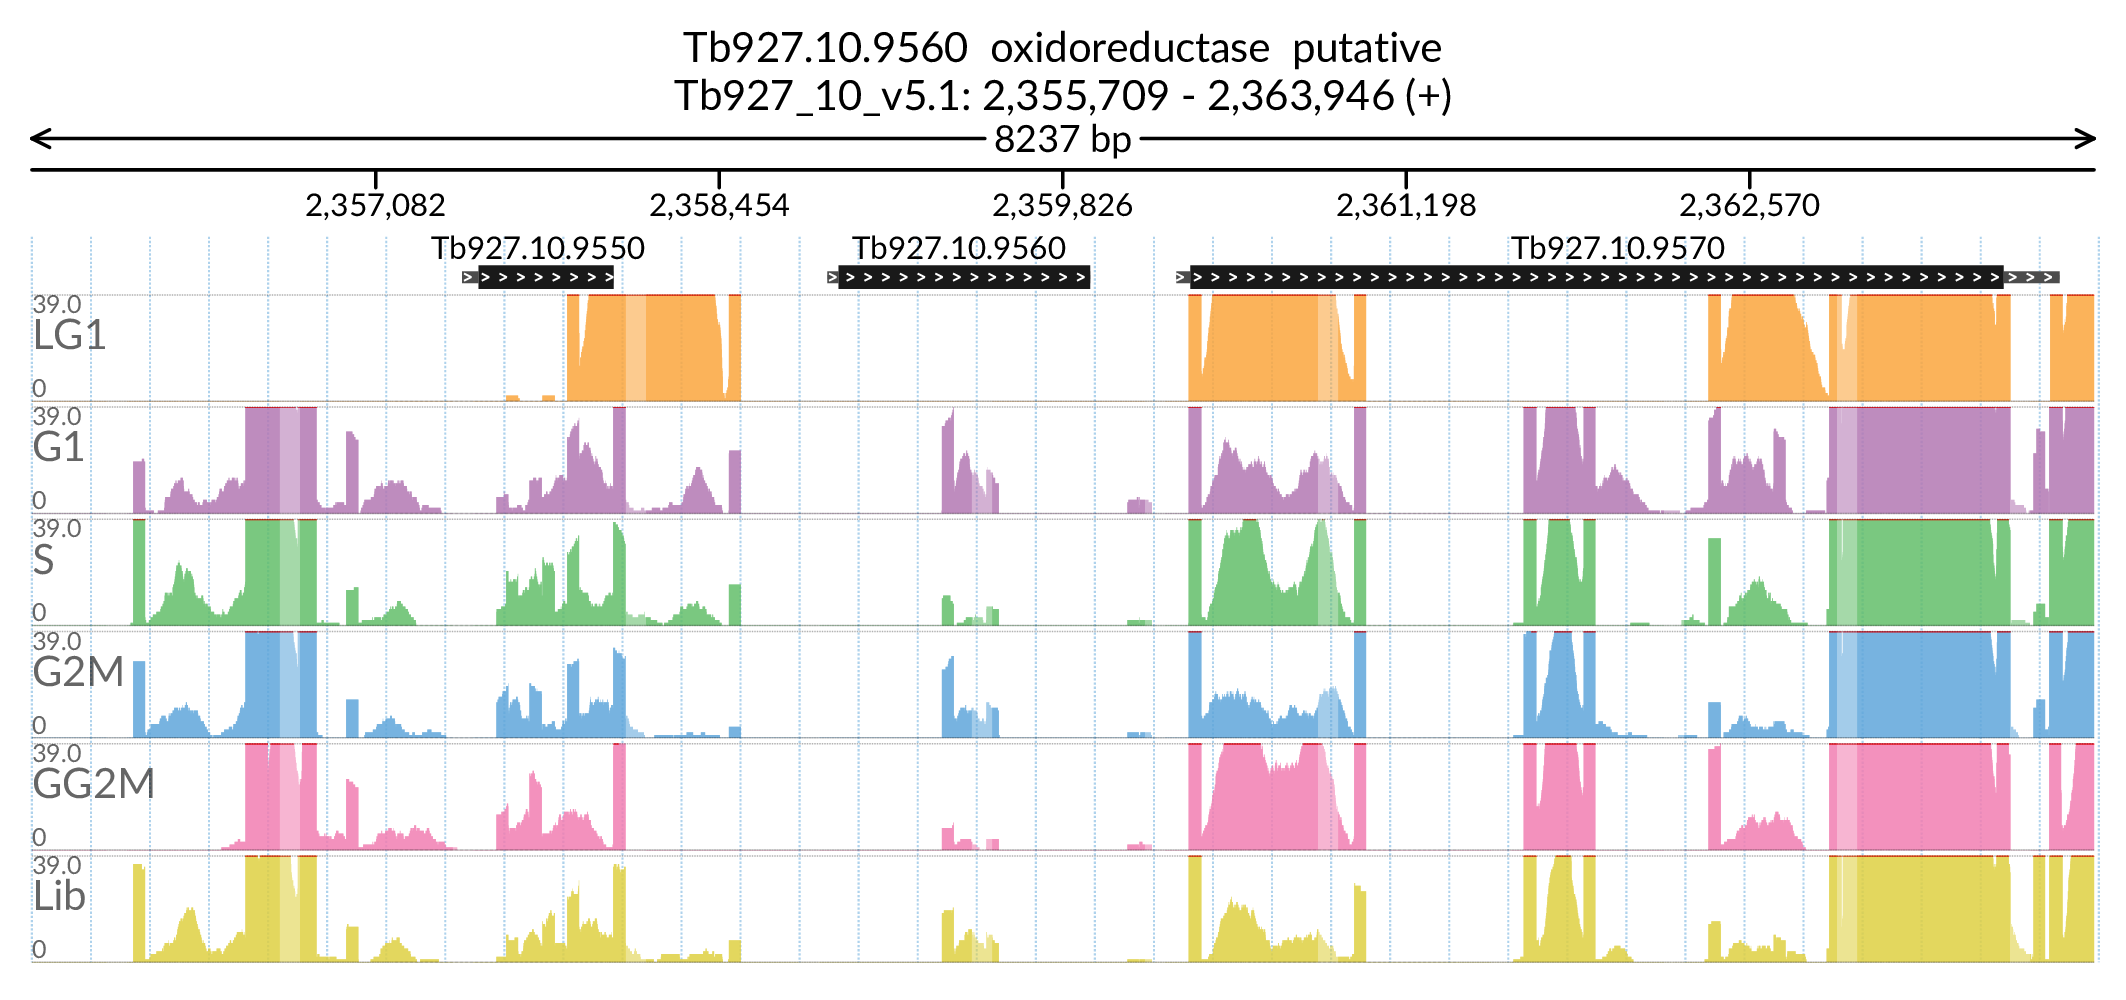 Tb927.10.9560 oxidoreductase putative
Tb927_10_v5.1: 2,355,709 - 2,363,946 (+)
8237 bp
2,357,082 2,358,454 2,359,826 2,361,198 2,362,570
Tb927.10.9550 Tb927.10.9560 Tb927.10.9570
39.0
LG1
0
39.0
G1
0
39.0
S
0
39.0
G2M
0
39.0
GG2M
0
39.0
Lib
0